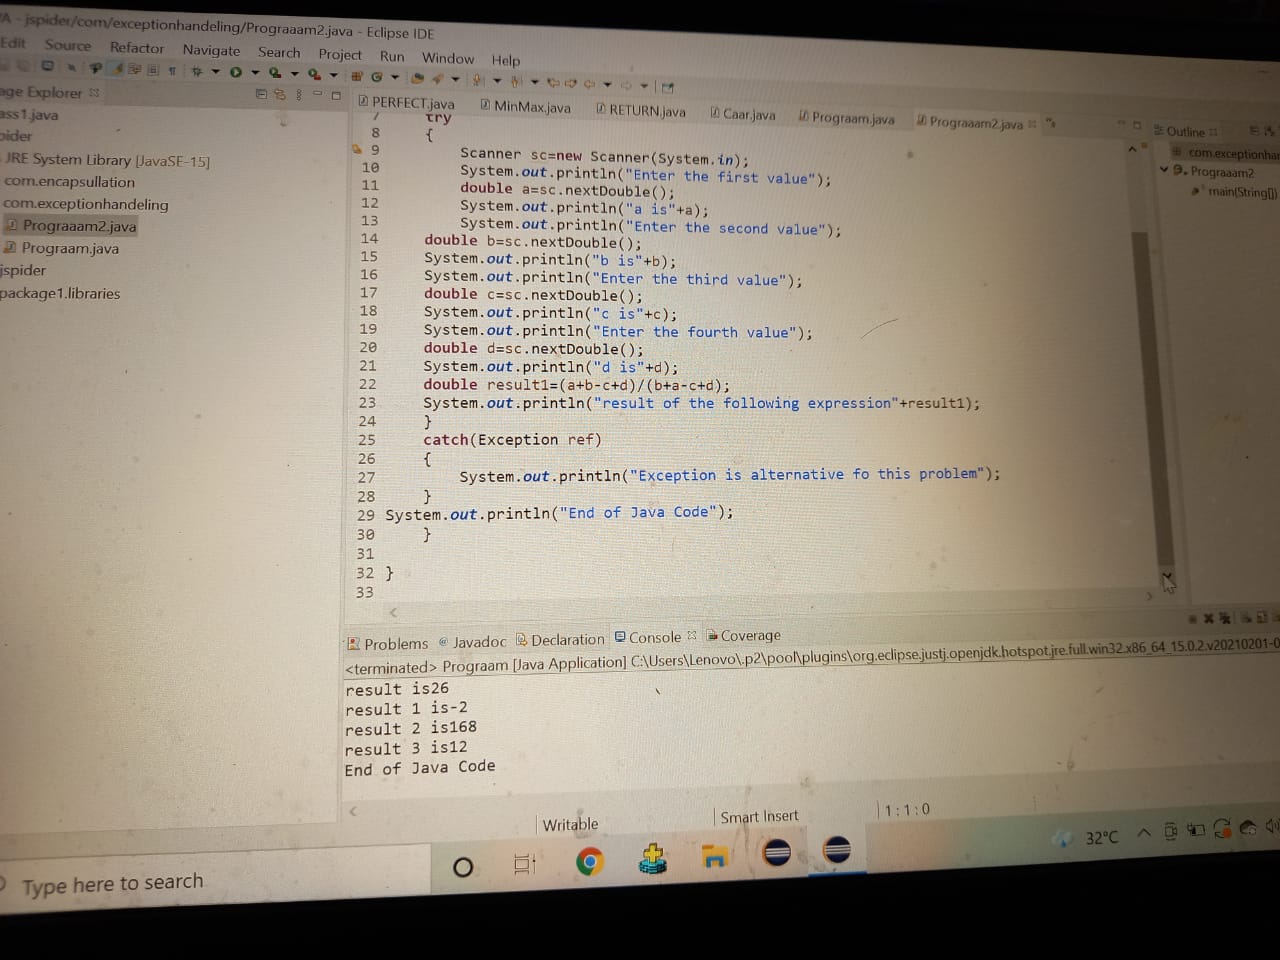 A - jspider/com/exceptionhandeling/Prograaam2.java - Eclipse IDE
Edit Source Refactor Navigate Search Project Run Window Help
age Explorer
ass1.java
pider
JRE System Library [JavaSE-15]
com.encapsullation
com.exceptionhandeling
Prograaam2.java
Prograam.java
jspider
package1.libraries
PERFECT.java MinMax.java RETURN.java Caar.java Prograam.java Prograaam2.java
7 try
8 {
9 Scanner sc=new Scanner(System.in);
10 System.out.println("Enter the first value");
11 double a=sc.nextDouble();
12 System.out.println("a is"+a);
13 System.out.println("Enter the second value");
14 double b=sc.nextDouble();
15 System.out.println("b is"+b);
16 System.out.println("Enter the third value");
17 double c=sc.nextDouble();
18 System.out.println("c is"+c);
19 System.out.println("Enter the fourth value");
20 double d=sc.nextDouble();
21 System.out.println("d is"+d);
22 double result1=(a+b-c+d)/(b+a-c+d);
23 System.out.println("result of the following expression"+result1);
24 }
25 catch(Exception ref)
26 {
27 System.out.println("Exception is alternative fo this problem");
28 }
29 System.out.println("End of Java Code");
30 }
31
32 }
33
Outline
com.exceptionhan
Prograaam2
main(String[])
Problems Javadoc Declaration Console Coverage
<terminated> Prograam [Java Application] C:\Users\Lenovo\.p2\pool\plugins\org.eclipse.justj.openjdk.hotspot.jre.full.win32.x86_64_15.0.2.v20210201-0
result is26
result 1 is-2
result 2 is168
result 3 is12
End of Java Code
Writable Smart Insert 1 : 1 : 0
Type here to search
32°C